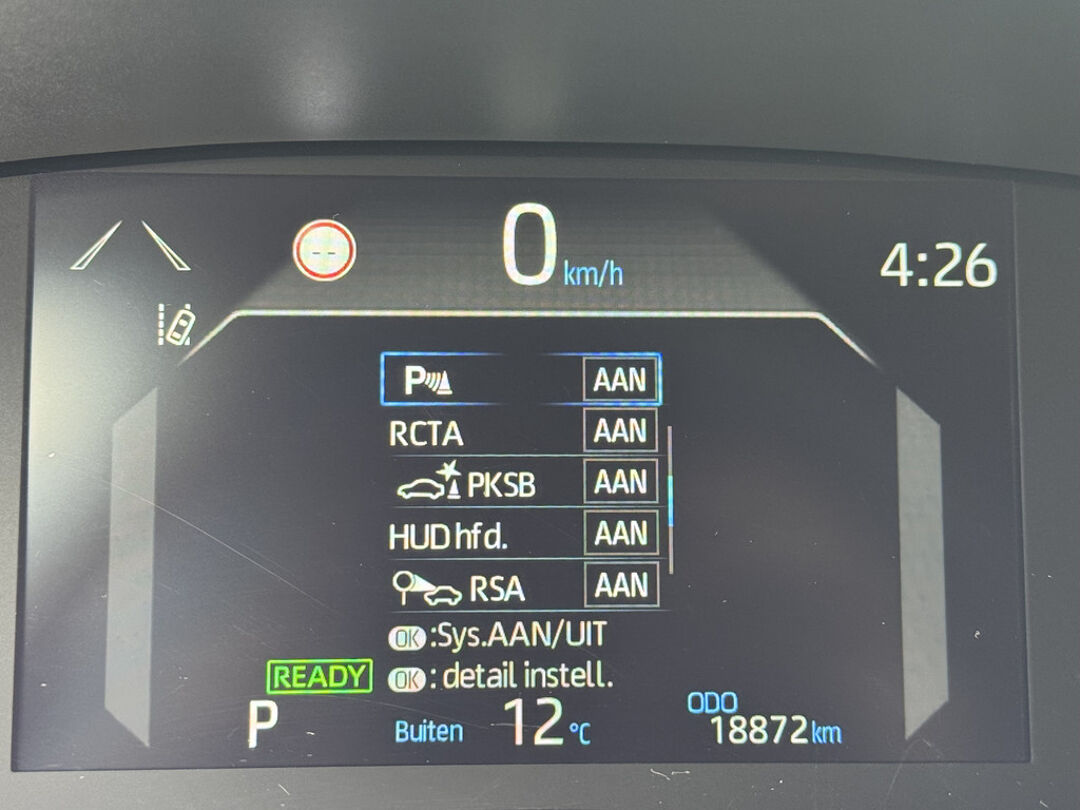 0 km/h
4:26
P AAN
RCTA AAN
PKSB AAN
HUD hfd. AAN
RSA AAN
OK :Sys.AAN/UIT
READY OK : detail instell.
P Buiten 12 °C ODO 18872 km